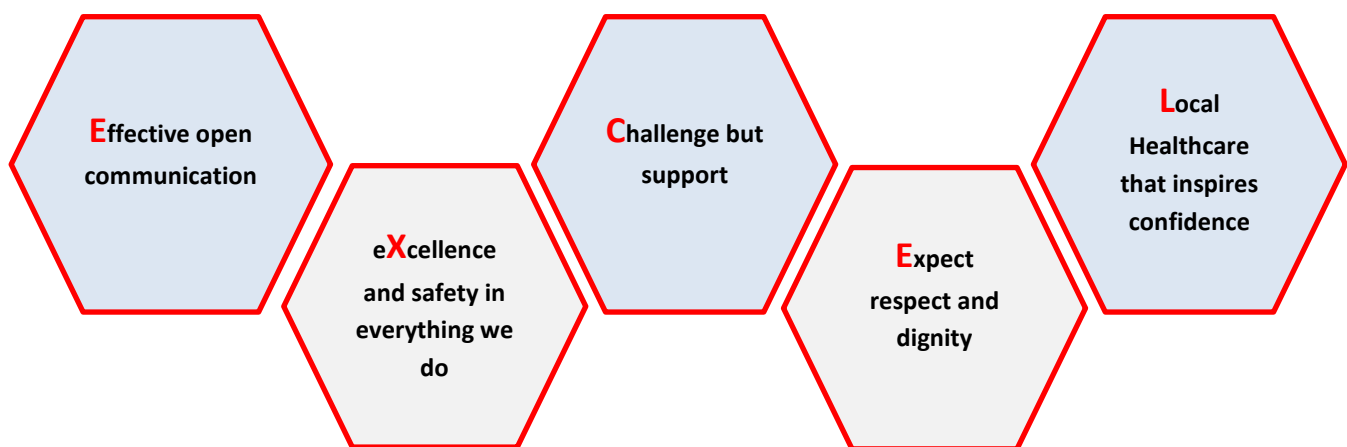 Effective open
communication
eXcellence
and safety in
everything we
do
Challenge but
support
Expect
respect and
dignity
Local
Healthcare
that inspires
confidence